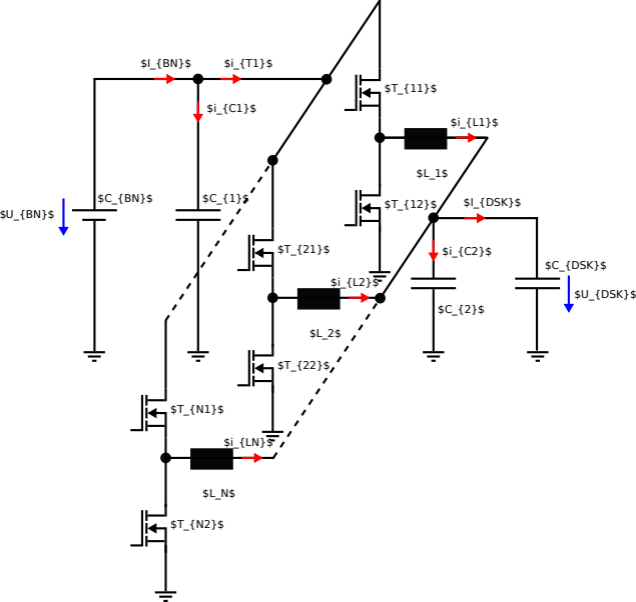 $I_{BN}$
$i_{T1}$
$T_{11}$
$i_{C1}$
$i_{L1}$
$L_1$
$C_{BN}$
$C_{1}$
$T_{12}$
$I_{DSK}$
$U_{BN}$
$T_{21}$
$i_{C2}$
$C_{DSK}$
$i_{L2}$
$U_{DSK}$
$C_{2}$
$L_2$
$T_{22}$
$T_{N1}$
$i_{LN}$
$L_N$
$T_{N2}$